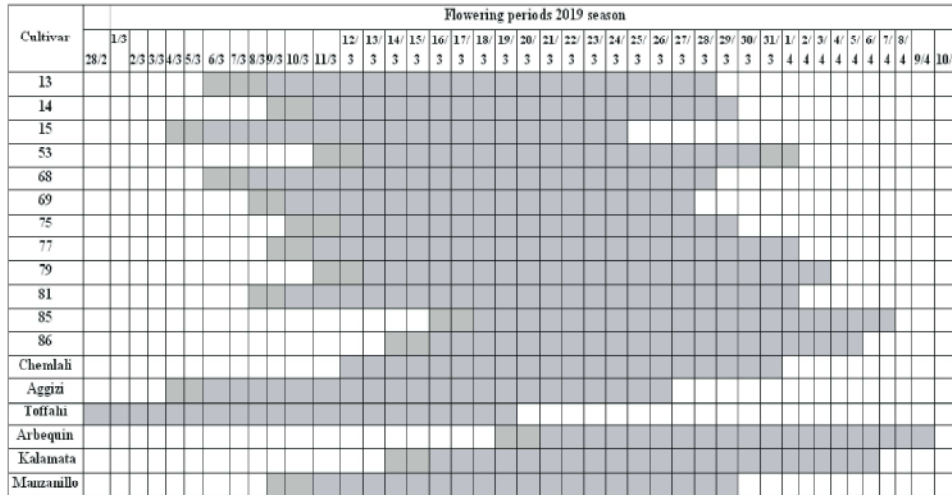 Flowering periods 2019 season
Cultivar
28/2 1/3 2/3 3/3 4/3 5/3 6/3 7/3 8/3 9/3 10/3 11/3 12/3 13/3 14/3 15/3 16/3 17/3 18/3 19/3 20/3 21/3 22/3 23/3 24/3 25/3 26/3 27/3 28/3 29/3 30/3 31/3 1/4 2/4 3/4 4/4 5/4 6/4 7/4 8/4 9/4 10/
13
14
15
53
68
69
75
77
79
81
85
86
Chemlali
Aggizi
Toffahi
Arbequin
Kalamata
Manzanillo